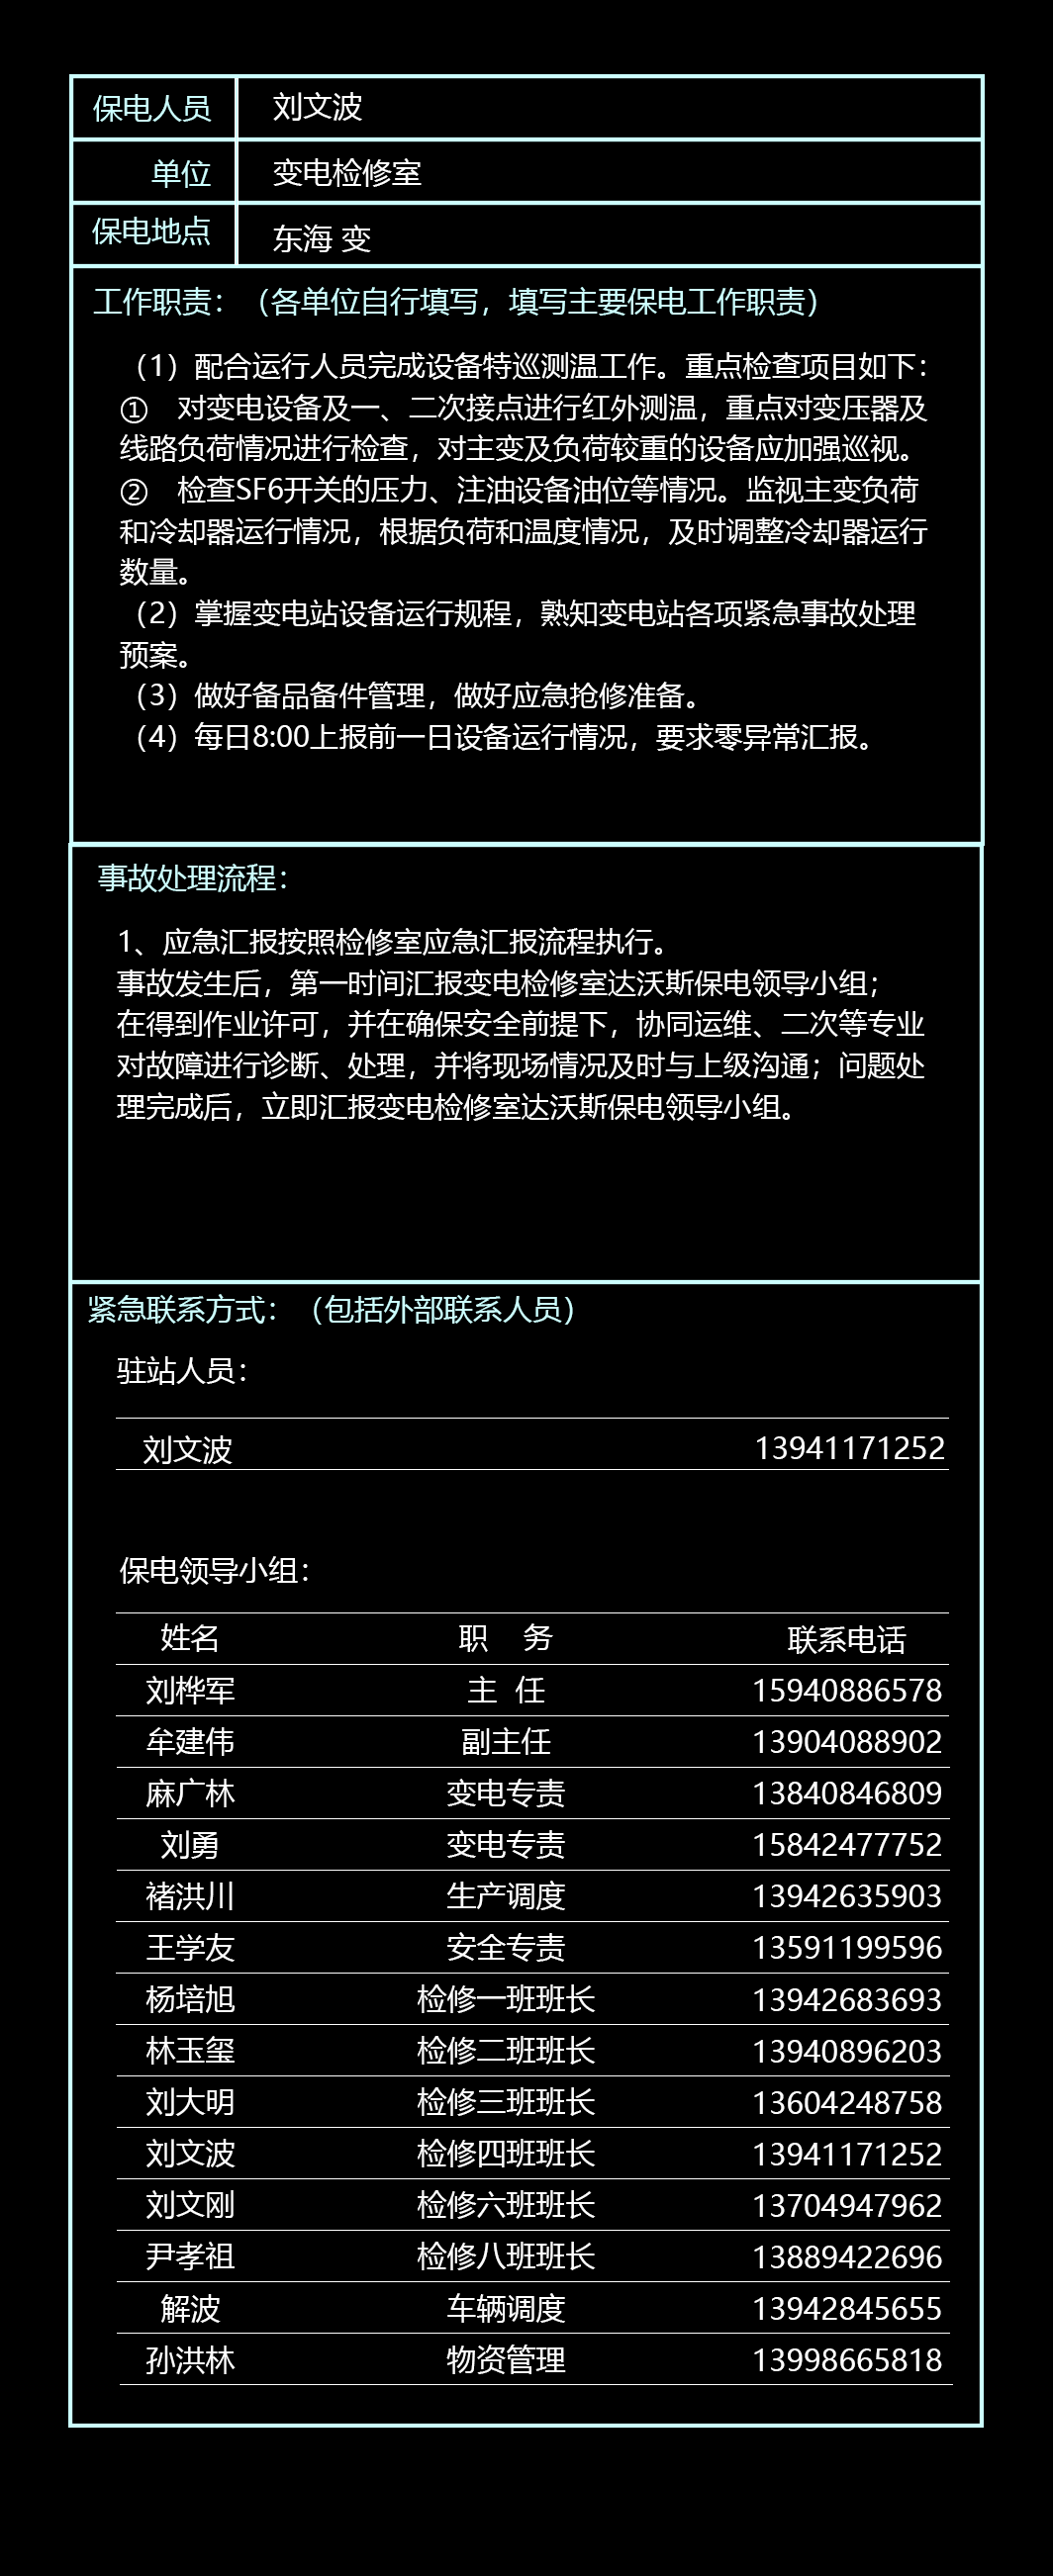 保电人员 刘文波
单位 变电检修室
保电地点 东海 变
工作职责：（各单位自行填写，填写主要保电工作职责）
（1）配合运行人员完成设备特巡测温工作。重点检查项目如下：
① 对变电设备及一、二次接点进行红外测温，重点对变压器及
线路负荷情况进行检查，对主变及负荷较重的设备应加强巡视。
② 检查SF6开关的压力、注油设备油位等情况。监视主变负荷
和冷却器运行情况，根据负荷和温度情况，及时调整冷却器运行
数量。
（2）掌握变电站设备运行规程，熟知变电站各项紧急事故处理
预案。
（3）做好备品备件管理，做好应急抢修准备。
（4）每日8:00上报前一日设备运行情况，要求零异常汇报。
事故处理流程：
1、应急汇报按照检修室应急汇报流程执行。
事故发生后，第一时间汇报变电检修室达沃斯保电领导小组；
在得到作业许可，并在确保安全前提下，协同运维、二次等专业
对故障进行诊断、处理，并将现场情况及时与上级沟通；问题处
理完成后，立即汇报变电检修室达沃斯保电领导小组。
紧急联系方式：（包括外部联系人员）
驻站人员：
刘文波 13941171252
保电领导小组：
姓名 职 务 联系电话
刘桦军 主 任 15940886578
牟建伟 副主任 13904088902
麻广林 变电专责 13840846809
刘勇 变电专责 15842477752
褚洪川 生产调度 13942635903
王学友 安全专责 13591199596
杨培旭 检修一班班长 13942683693
林玉玺 检修二班班长 13940896203
刘大明 检修三班班长 13604248758
刘文波 检修四班班长 13941171252
刘文刚 检修六班班长 13704947962
尹孝祖 检修八班班长 13889422696
解波 车辆调度 13942845655
孙洪林 物资管理 13998665818